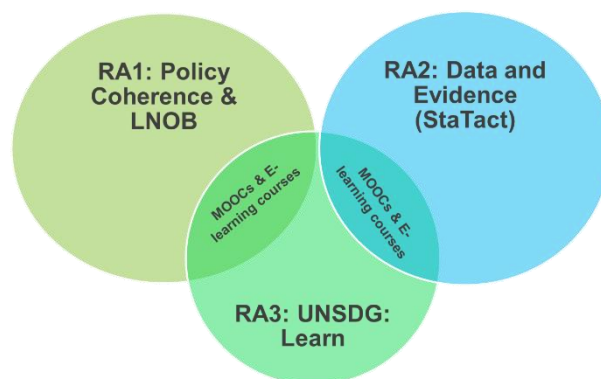 RA1: Policy
Coherence &
LNOB
RA2: Data and
Evidence
(StaTact)
MOOCs & E-
learning courses
MOOCs & E-
learning courses
RA3: UNSDG:
Learn